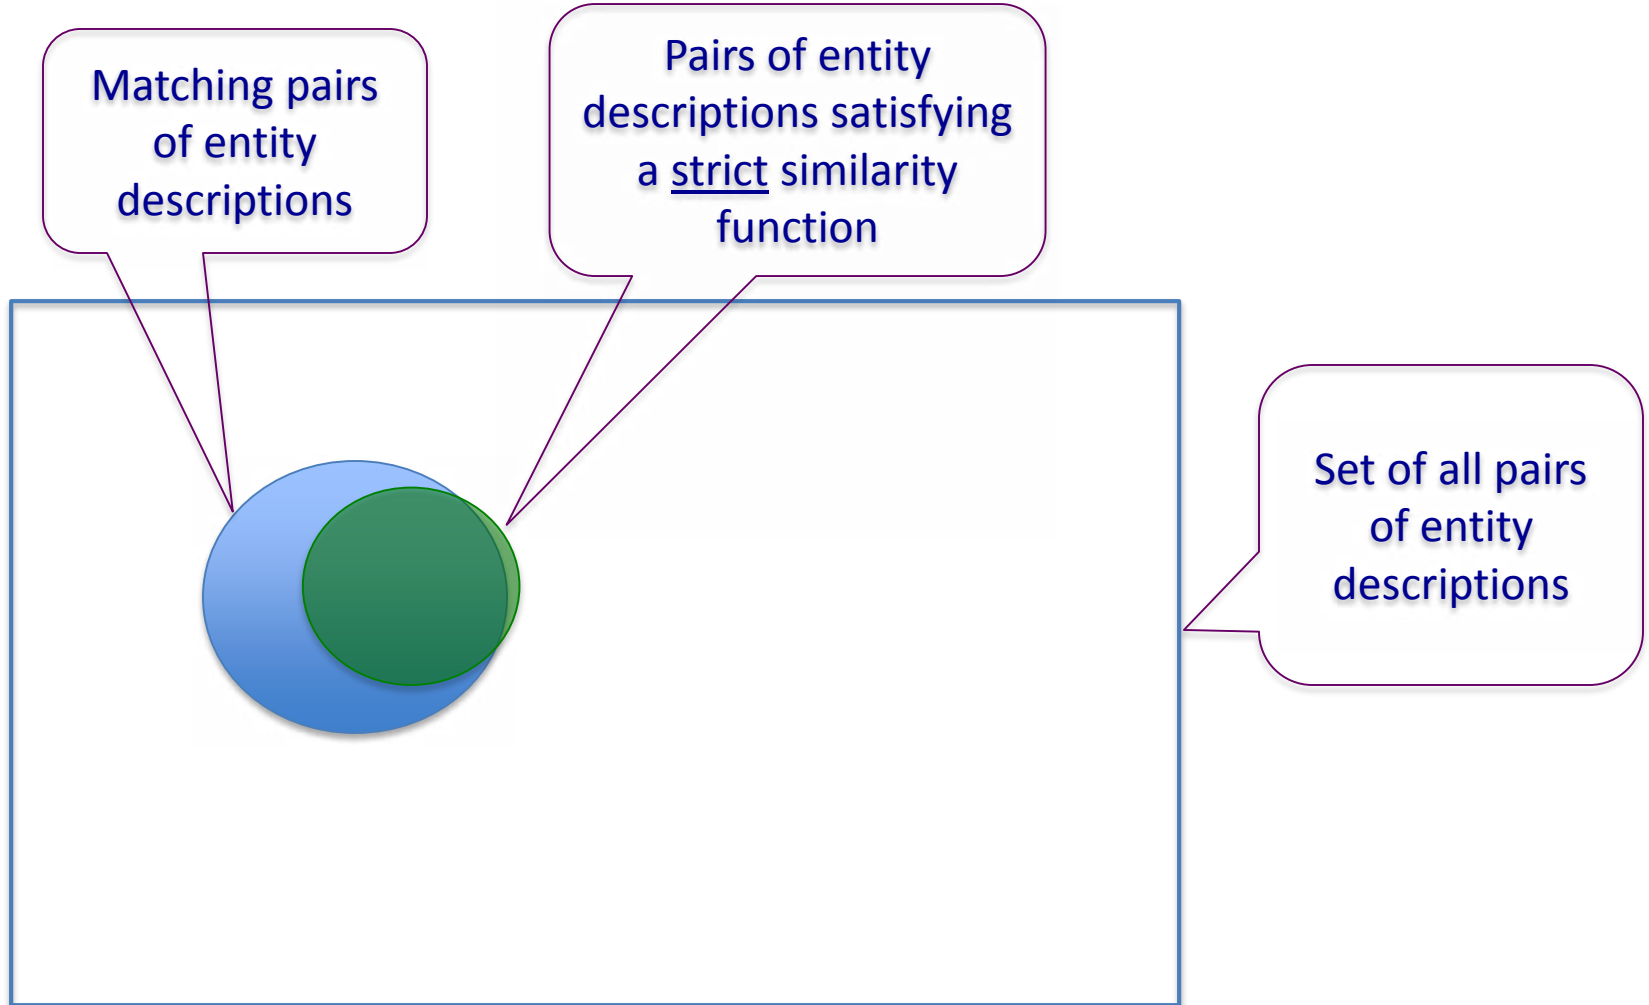 Matching pairs
of entity
descriptions
Pairs of entity
descriptions satisfying
a strict similarity
function
Set of all pairs
of entity
descriptions